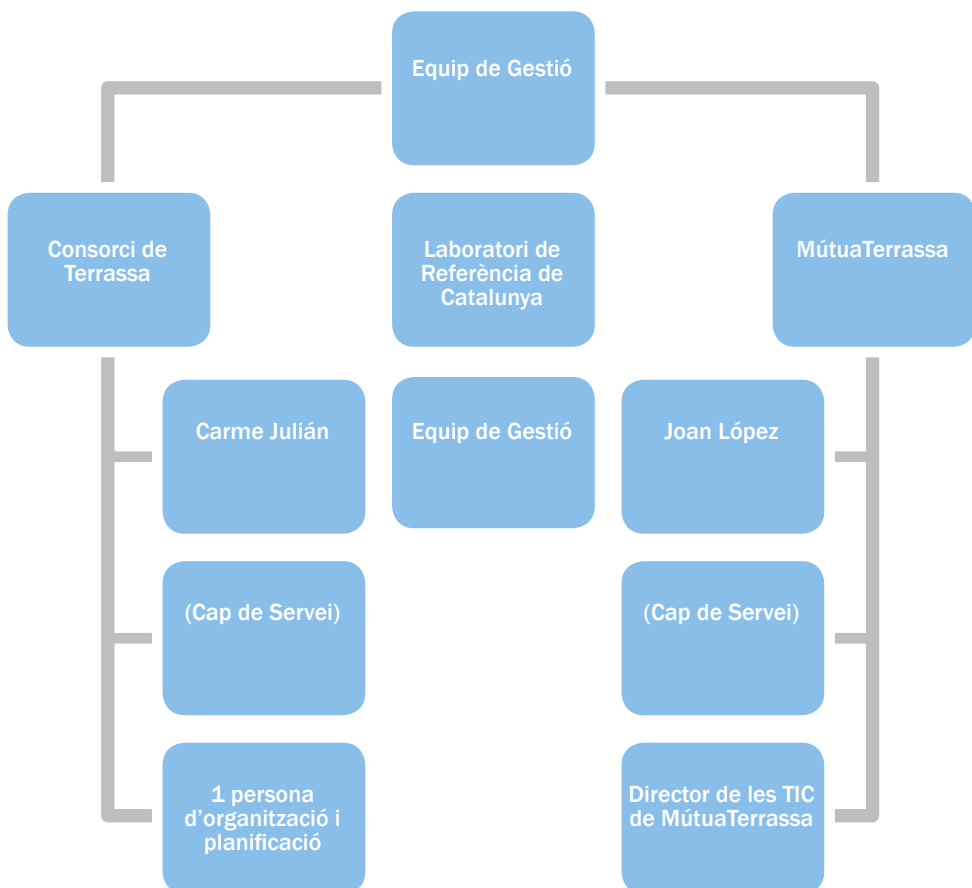 Equip de Gestió
Consorci de
Terrassa
Laboratori de
Referència de
Catalunya
MútuaTerrassa
Carme Julián
Equip de Gestió
Joan López
(Cap de Servei)
(Cap de Servei)
1 persona
d’organització i
planificació
Director de les TIC
de MútuaTerrassa